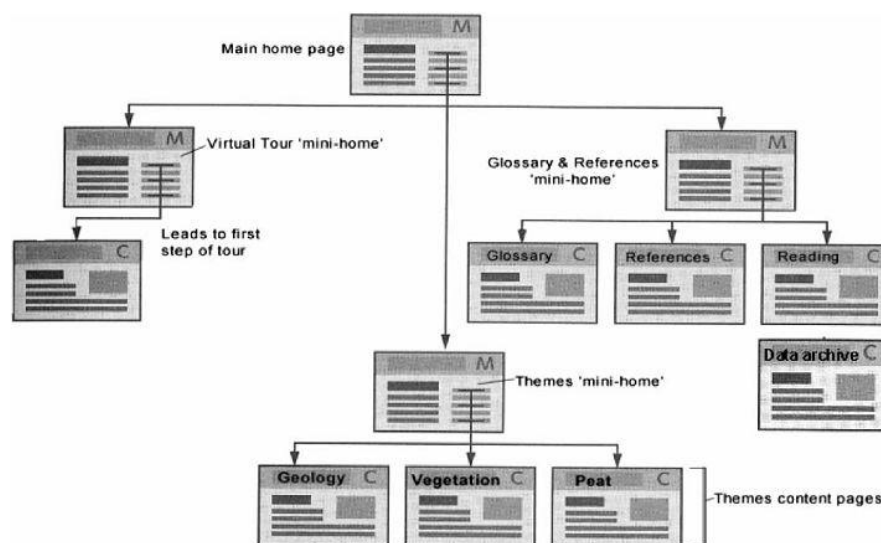 M
Main home page
M
Virtual Tour 'mini-home'
M
Glossary & References
'mini-home'
Leads to first
step of tour
C
Glossary C
References C
Reading C
Data archive C
M
Themes 'mini-home'
Geology C
Vegetation C
Peat C
Themes content pages